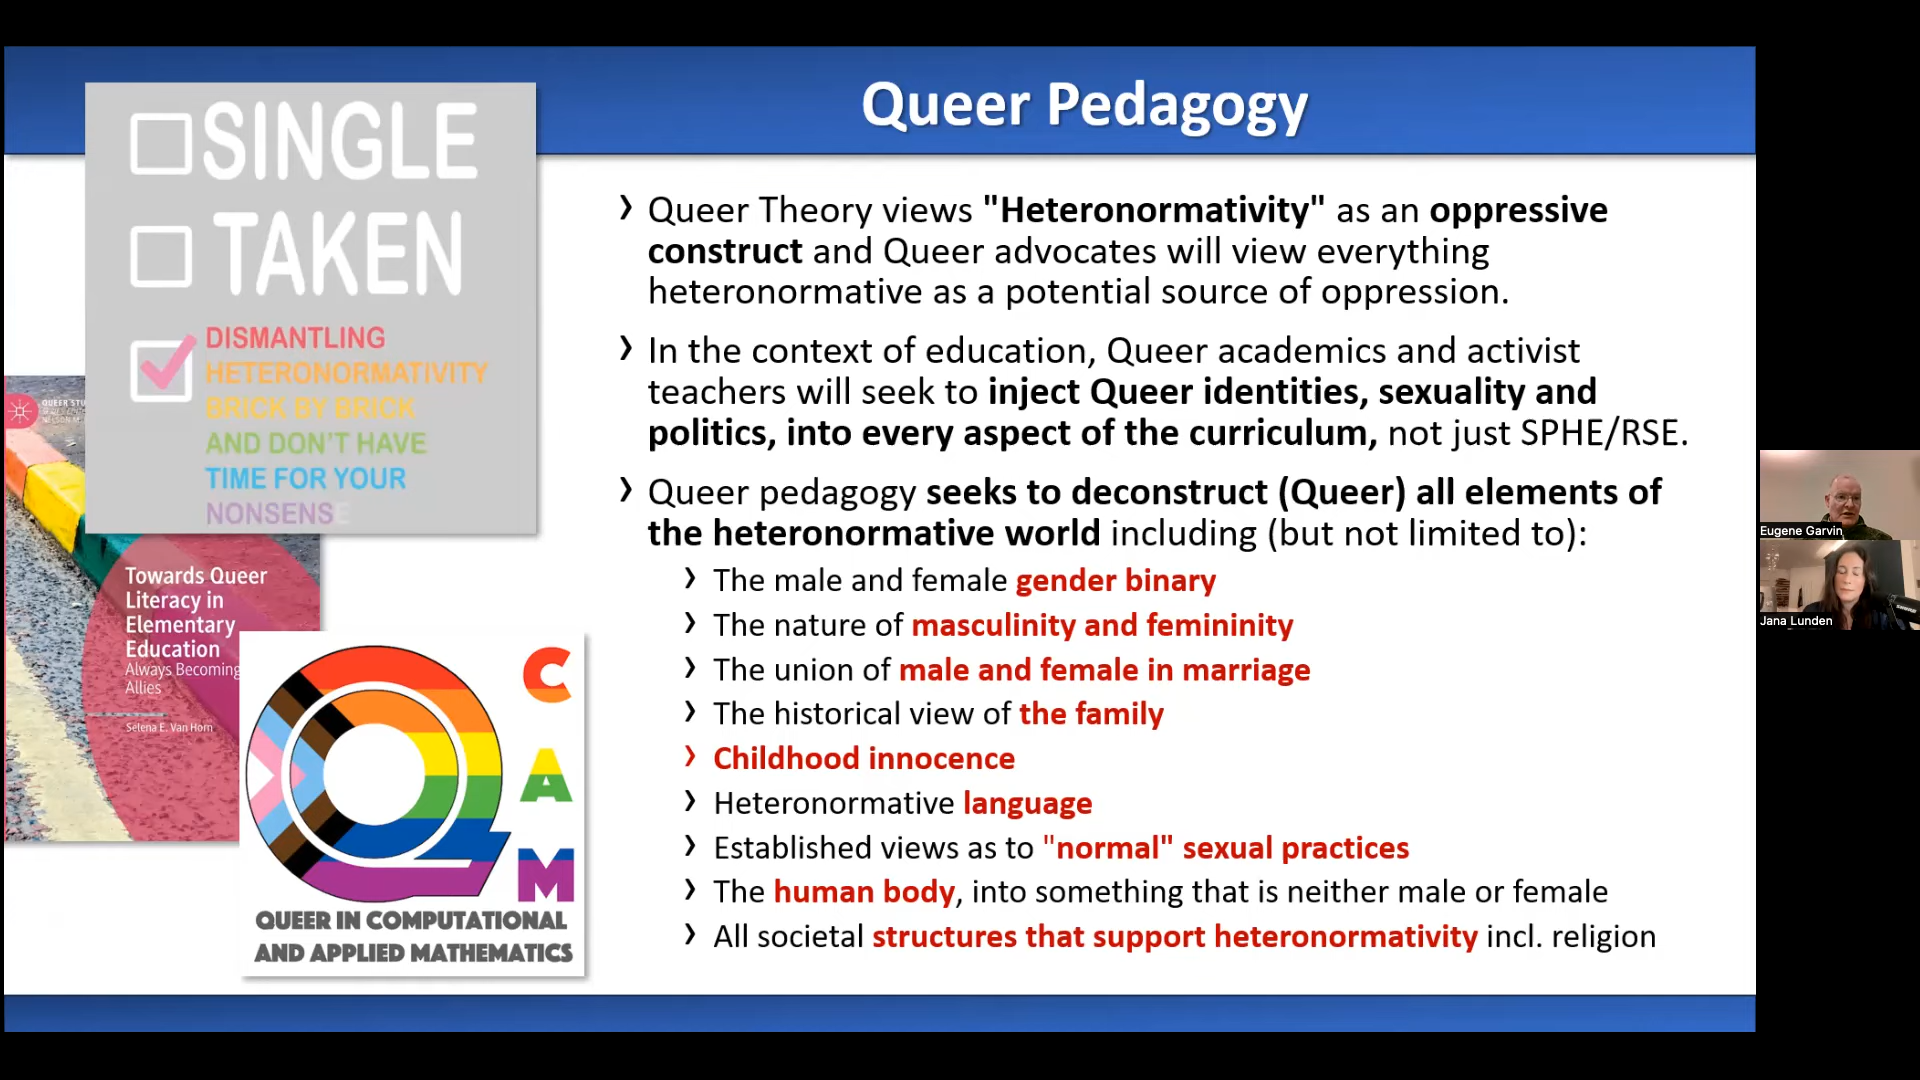 Queer Pedagogy
SINGLE
TAKEN
DISMANTLING
HETERONORMATIVITY
BRICK BY BRICK
AND DON'T HAVE
TIME FOR YOUR
NONSENSE
QUEER STU
Towards Queer
Literacy in
Elementary
Education
Always Becoming
Allies
Selena E. Van Horn
C
A
M
QUEER IN COMPUTATIONAL
AND APPLIED MATHEMATICS
› Queer Theory views "Heteronormativity" as an oppressive
construct and Queer advocates will view everything
heteronormative as a potential source of oppression.
› In the context of education, Queer academics and activist
teachers will seek to inject Queer identities, sexuality and
politics, into every aspect of the curriculum, not just SPHE/RSE.
› Queer pedagogy seeks to deconstruct (Queer) all elements of
the heteronormative world including (but not limited to):
› The male and female gender binary
› The nature of masculinity and femininity
› The union of male and female in marriage
› The historical view of the family
› Childhood innocence
› Heteronormative language
› Established views as to "normal" sexual practices
› The human body, into something that is neither male or female
› All societal structures that support heteronormativity incl. religion
Eugene Garvin
Jana Lunden